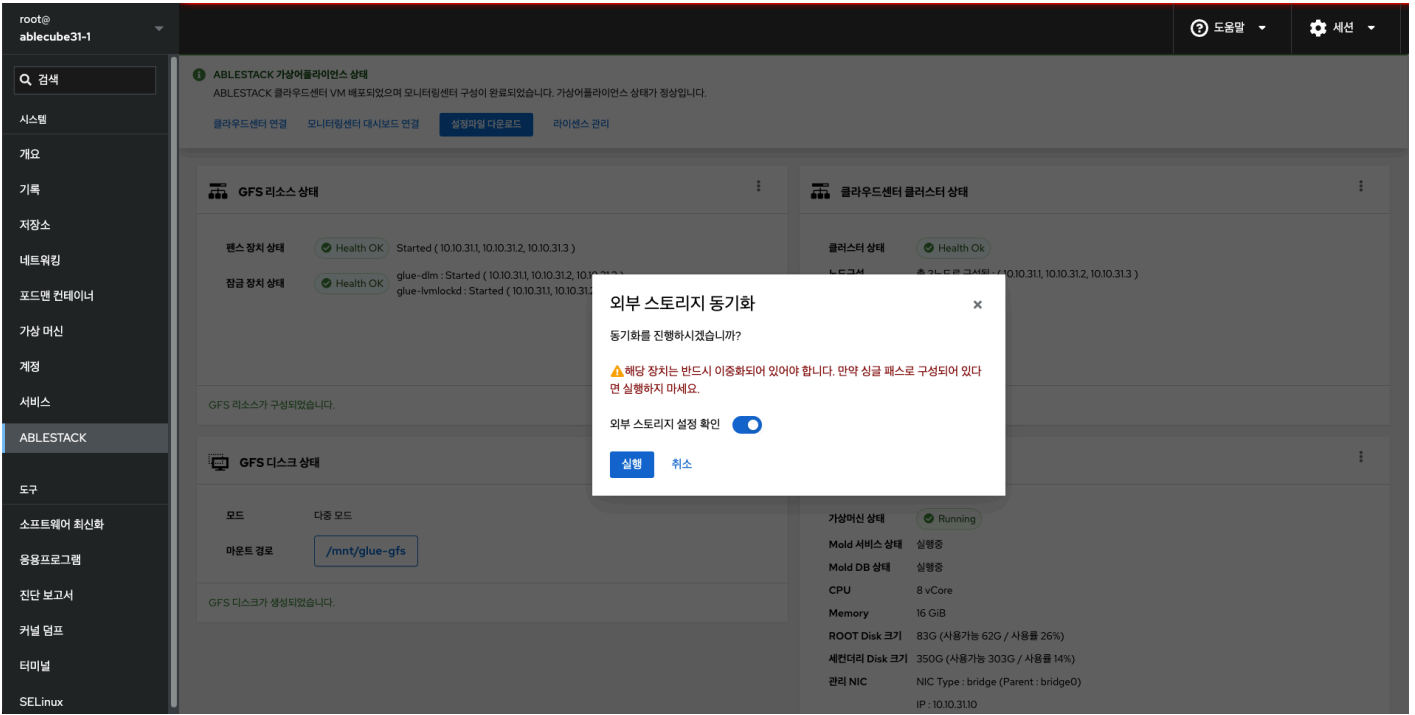 root@
ablecube31-1
도움말
세션
검색
시스템
개요
기록
저장소
네트워킹
포드맨 컨테이너
가상 머신
계정
서비스
ABLESTACK
도구
소프트웨어 최신화
응용프로그램
진단 보고서
커널 덤프
터미널
SELinux
ABLESTACK 가상어플라이언스 상태
ABLESTACK 클라우드센터 VM 배포되었으며 모니터링센터 구성이 완료되었습니다. 가상어플라이언스 상태가 정상입니다.
클라우드센터 연결 모니터링센터 대시보드 연결 설정파일 다운로드 라이센스 관리
GFS 리소스 상태
펜스 장치 상태 Health OK Started ( 10.10.31.1, 10.10.31.2, 10.10.31.3 )
잠금 장치 상태 Health OK glue-dlm : Started ( 10.10.31.1, 10.10.31.2, 10.10.31.3 )
glue-lvmlockd : Started ( 10.10.31.1, 10.10.31.2
GFS 리소스가 구성되었습니다.
클라우드센터 클러스터 상태
클러스터 상태 Health Ok
노드구성 총 3노드로 구성됨 : ( 10.10.31.1, 10.10.31.2, 10.10.31.3 )
외부 스토리지 동기화
동기화를 진행하시겠습니까?
⚠해당 장치는 반드시 이중화되어 있어야 합니다. 만약 싱글 패스로 구성되어 있다
면 실행하지 마세요.
외부 스토리지 설정 확인
실행 취소
GFS 디스크 상태
모드 다중 모드
마운트 경로 /mnt/glue-gfs
GFS 디스크가 생성되었습니다.
가상머신 상태 Running
Mold 서비스 상태 실행중
Mold DB 상태 실행중
CPU 8 vCore
Memory 16 GiB
ROOT Disk 크기 83G (사용가능 62G / 사용률 26%)
세컨더리 Disk 크기 350G (사용가능 303G / 사용률 14%)
관리 NIC NIC Type : bridge (Parent : bridge0)
IP : 10.10.31.10